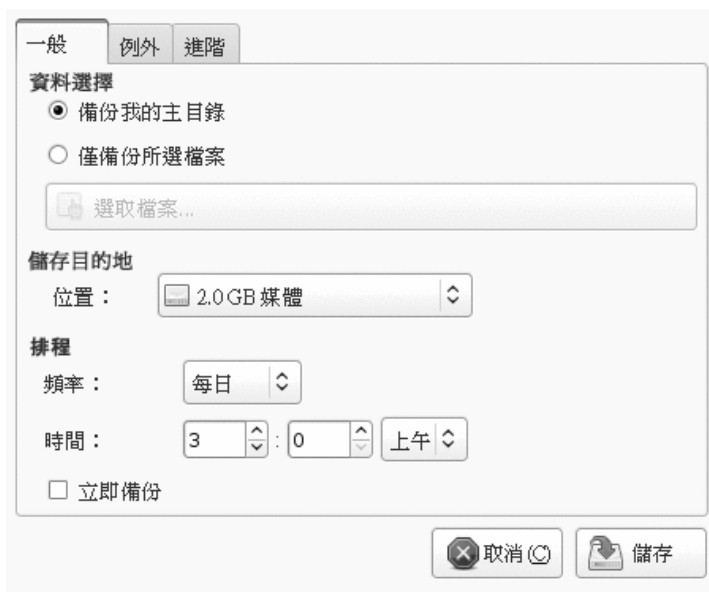 一般 例外 進階
資料選擇
備份我的主目錄
僅備份所選檔案
選取檔案...
儲存目的地
位置： 2.0 GB 媒體
排程
頻率： 每日
時間： 3 : 0 上午
立即備份
取消(C) 儲存